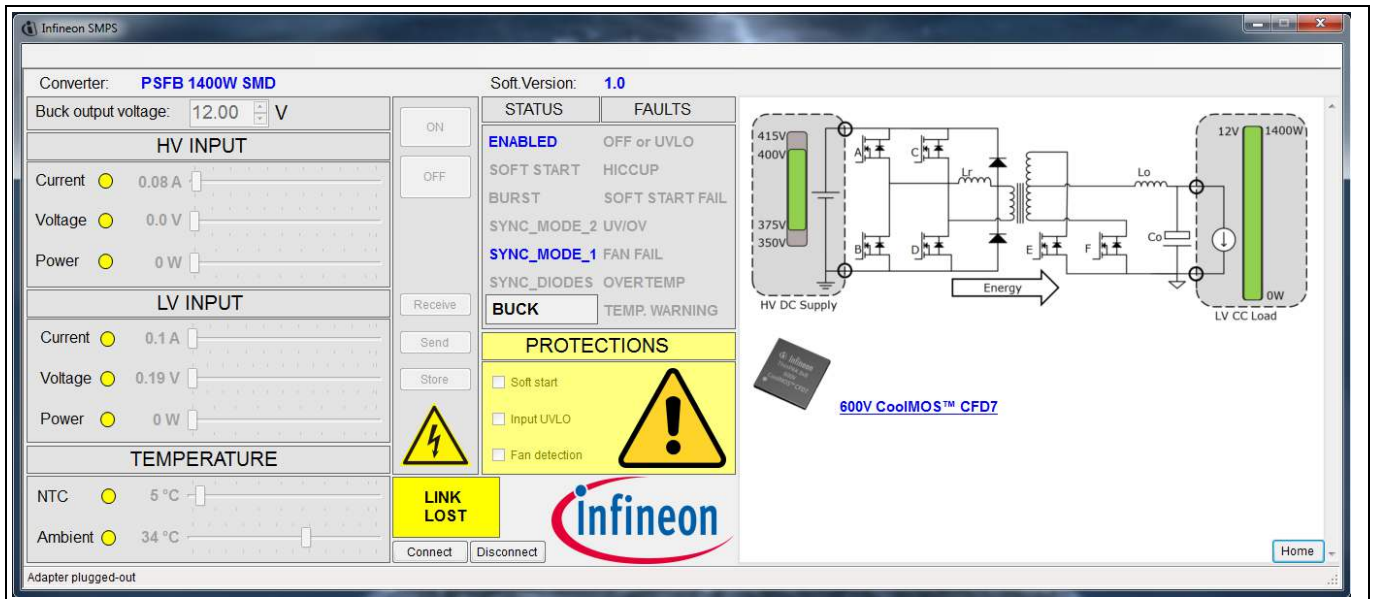 Infineon SMPS
Converter: PSFB 1400W SMD Soft.Version: 1.0
Buck output voltage: 12.00 V
HV INPUT
Current 0.08 A
Voltage 0.0 V
Power 0 W
LV INPUT
Current 0.1 A
Voltage 0.19 V
Power 0 W
TEMPERATURE
NTC 5 °C
Ambient 34 °C
ON
OFF
Receive
Send
Store
LINK
LOST
Connect Disconnect
STATUS FAULTS
ENABLED OFF or UVLO
SOFT START HICCUP
BURST SOFT START FAIL
SYNC_MODE_2 UV/OV
SYNC_MODE_1 FAN FAIL
SYNC_DIODES OVERTEMP
BUCK TEMP. WARNING
PROTECTIONS
Soft start
Input UVLO
Fan detection
infineon
415V
400V
375V
350V
HV DC Supply
A
C
B
D
Lr
E
F
Lo
Co
Energy
12V 1400W
0W
LV CC Load
Infineon
600V
CoolMOS™ CFD7
600V CoolMOS™ CFD7
Home
Adapter plugged-out